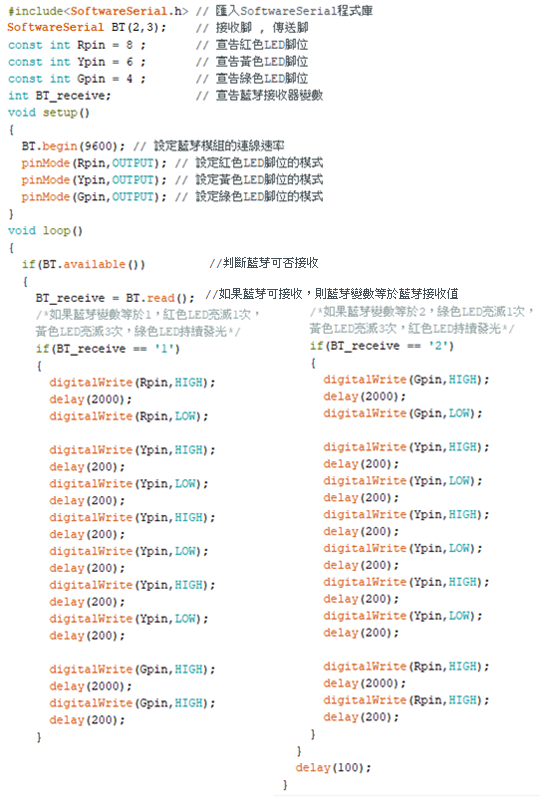 #include<SoftwareSerial.h> // 匯入SoftwareSerial程式庫
SoftwareSerial BT(2,3);    // 接收腳 , 傳送腳
const int Rpin = 8 ;       // 宣告紅色LED腳位
const int Ypin = 6 ;       // 宣告黃色LED腳位
const int Gpin = 4 ;       // 宣告綠色LED腳位
int BT_receive;            // 宣告藍芽接收器變數
void setup()
{
  BT.begin(9600); // 設定藍芽模組的連線速率
  pinMode(Rpin,OUTPUT); // 設定紅色LED腳位的模式
  pinMode(Ypin,OUTPUT); // 設定黃色LED腳位的模式
  pinMode(Gpin,OUTPUT); // 設定綠色LED腳位的模式
}
void loop()
{
  if(BT.available())         //判斷藍芽可否接收
  {
    BT_receive = BT.read();  //如果藍芽可接收，則藍芽變數等於藍芽接收值
    /*如果藍芽變數等於1，紅色LED亮滅1次，
    黃色LED亮滅3次，綠色LED持續發光*/
    if(BT_receive == '1')
    {
      digitalWrite(Rpin,HIGH);
      delay(2000);
      digitalWrite(Rpin,LOW);

      digitalWrite(Ypin,HIGH);
      delay(200);
      digitalWrite(Ypin,LOW);
      delay(200);
      digitalWrite(Ypin,HIGH);
      delay(200);
      digitalWrite(Ypin,LOW);
      delay(200);
      digitalWrite(Ypin,HIGH);
      delay(200);
      digitalWrite(Ypin,LOW);
      delay(200);

      digitalWrite(Gpin,HIGH);
      delay(2000);
      digitalWrite(Gpin,HIGH);
      delay(200);
    }
    /*如果藍芽變數等於2，綠色LED亮滅1次，
    黃色LED亮滅3次，紅色LED持續發光*/
    if(BT_receive == '2')
    {
      digitalWrite(Gpin,HIGH);
      delay(2000);
      digitalWrite(Gpin,LOW);

      digitalWrite(Ypin,HIGH);
      delay(200);
      digitalWrite(Ypin,LOW);
      delay(200);
      digitalWrite(Ypin,HIGH);
      delay(200);
      digitalWrite(Ypin,LOW);
      delay(200);
      digitalWrite(Ypin,HIGH);
      delay(200);
      digitalWrite(Ypin,LOW);
      delay(200);

      digitalWrite(Rpin,HIGH);
      delay(2000);
      digitalWrite(Rpin,HIGH);
      delay(200);
    }
  }
  delay(100);
}